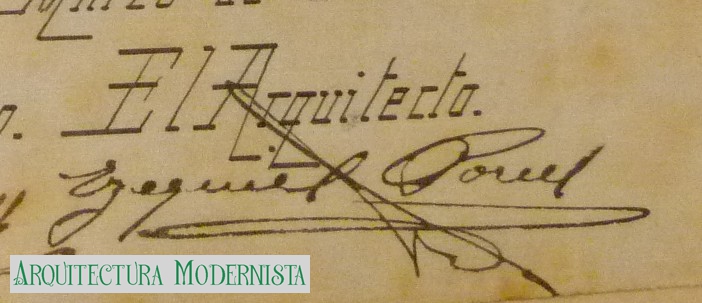 El Arquitecto.
Ezequiel Porcel
ARQUITECTURA MODERNISTA